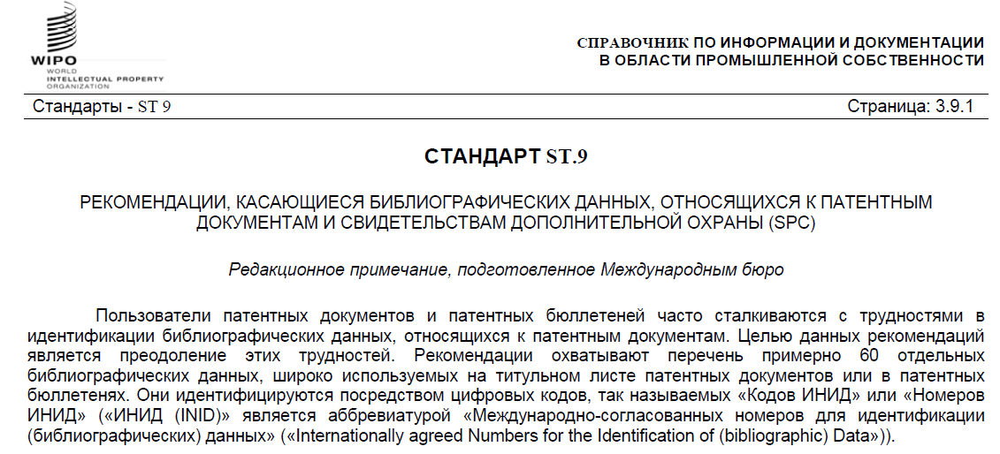 WIPO
WORLD
INTELLECTUAL PROPERTY
ORGANIZATION
СПРАВОЧНИК ПО ИНФОРМАЦИИ И ДОКУМЕНТАЦИИ
В ОБЛАСТИ ПРОМЫШЛЕННОЙ СОБСТВЕННОСТИ
Стандарты - ST 9 Страница: 3.9.1
СТАНДАРТ ST.9
РЕКОМЕНДАЦИИ, КАСАЮЩИЕСЯ БИБЛИОГРАФИЧЕСКИХ ДАННЫХ, ОТНОСЯЩИХСЯ К ПАТЕНТНЫМ
ДОКУМЕНТАМ И СВИДЕТЕЛЬСТВАМ ДОПОЛНИТЕЛЬНОЙ ОХРАНЫ (SPC)
Редакционное примечание, подготовленное Международным бюро
Пользователи патентных документов и патентных бюллетеней часто сталкиваются с трудностями в
идентификации библиографических данных, относящихся к патентным документам. Целью данных рекомендаций
является преодоление этих трудностей. Рекомендации охватывают перечень примерно 60 отдельных
библиографических данных, широко используемых на титульном листе патентных документов или в патентных
бюллетенях. Они идентифицируются посредством цифровых кодов, так называемых «Кодов ИНИД» или «Номеров
ИНИД» («ИНИД (INID)» является аббревиатурой «Международно-согласованных номеров для идентификации
(библиографических) данных» («Internationally agreed Numbers for the Identification of (bibliographic) Data»)).